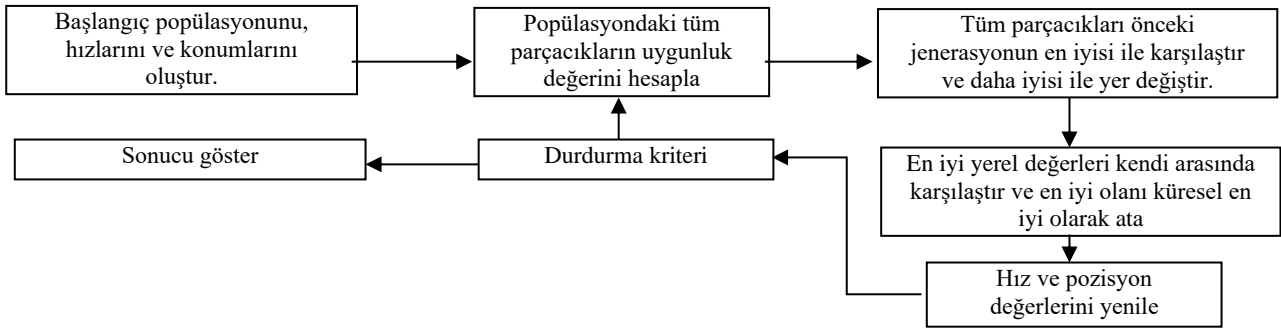 Başlangıç popülasyonunu,
hızlarını ve konumlarını
oluştur.
Popülasyondaki tüm
parçacıkların uygunluk
değerini hesapla
Tüm parçacıkları önceki
jenerasyonun en iyisi ile karşılaştır
ve daha iyisi ile yer değiştir.
En iyi yerel değerleri kendi arasında
karşılaştır ve en iyi olanı küresel en
iyi olarak ata
Hız ve pozisyon
değerlerini yenile
Durdurma kriteri
Sonucu göster